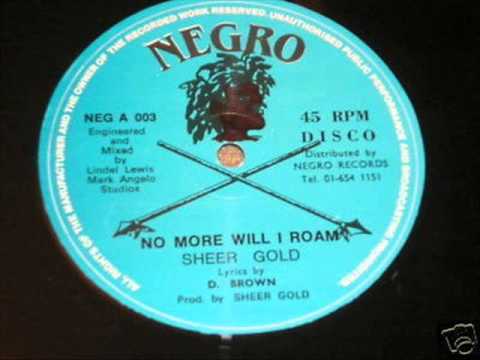 ALL RIGHTS OF THE MANUFACTURER AND THE OWNER OF THE RECORDED WORK RESERVED. UNAUTHORISED PUBLIC PERFORMANCE AND BROADCASTING PROHIBITED.
NEGRO
NEG A 003
Engineered
and
Mixed
by
Lindel Lewis
Mark Angelo
Studios
45 RPM
DISCO
Distributed by
NEGRO RECORDS
Tel. 01-654 1151
NO MORE WILL I ROAM
SHEER GOLD
Lyrics by
D. BROWN
Prod. by SHEER GOLD